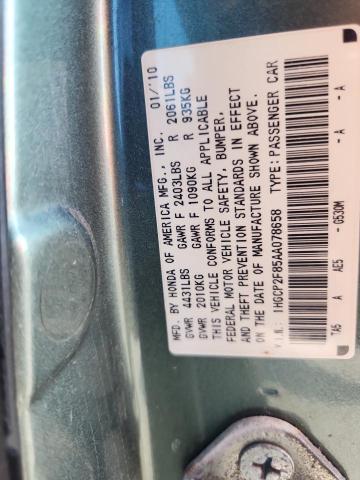 MFD. BY HONDA OF AMERICA MFG., INC. 01/'10
GVWR 4431LBS GAWR F 2403LBS R 2061LBS
GVWR 2010KG GAWR F 1090KG R 935KG
THIS VEHICLE CONFORMS TO ALL APPLICABLE
FEDERAL MOTOR VEHICLE SAFETY, BUMPER,
AND THEFT PREVENTION STANDARDS IN EFFECT
ON THE DATE OF MANUFACTURE SHOWN ABOVE.
V.I.N.: 1HGCP2F85AA078658 TYPE: PASSENGER CAR
TA5 A AE5 - G530M - A - A